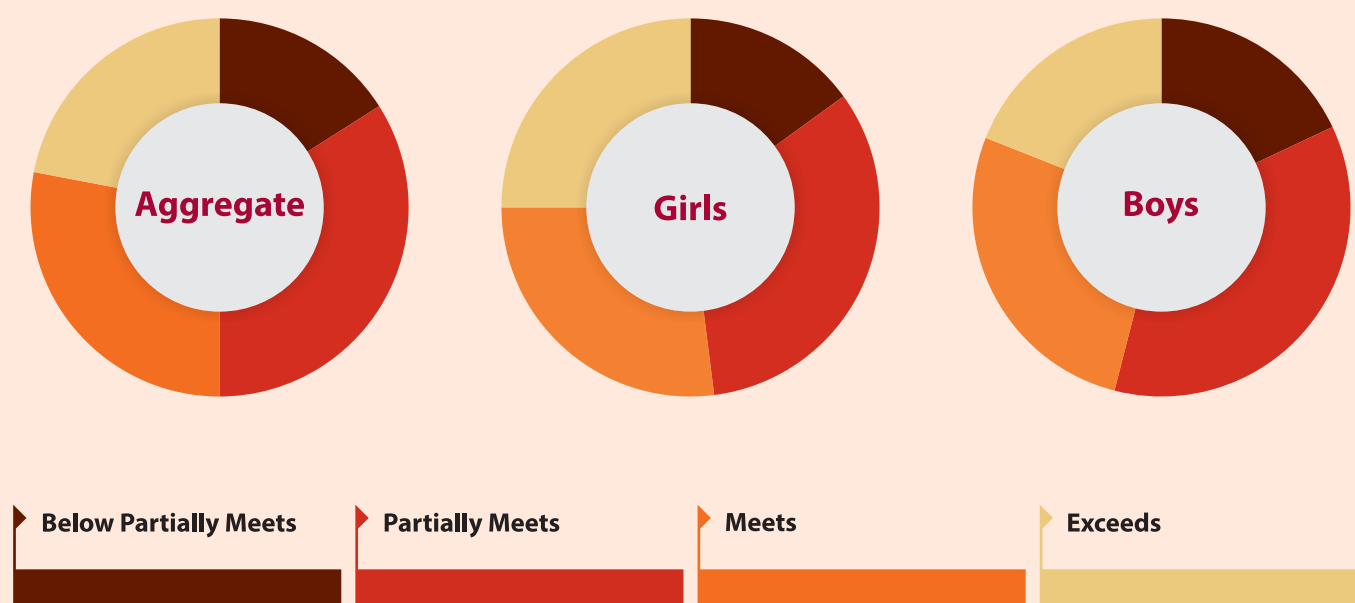 Aggregate
Girls
Boys
Below Partially Meets
Partially Meets
Meets
Exceeds